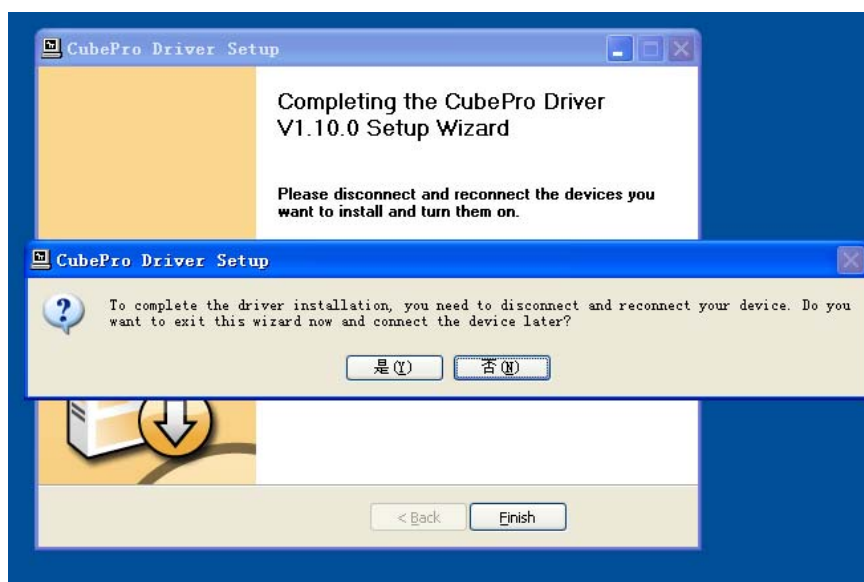 CubePro Driver Setup
Completing the CubePro Driver
V1.10.0 Setup Wizard
Please disconnect and reconnect the devices you
want to install and turn them on.
CubePro Driver Setup
To complete the driver installation, you need to disconnect and reconnect your device. Do you
want to exit this wizard now and connect the device later?
是(Y) 否(N)
< Back Finish